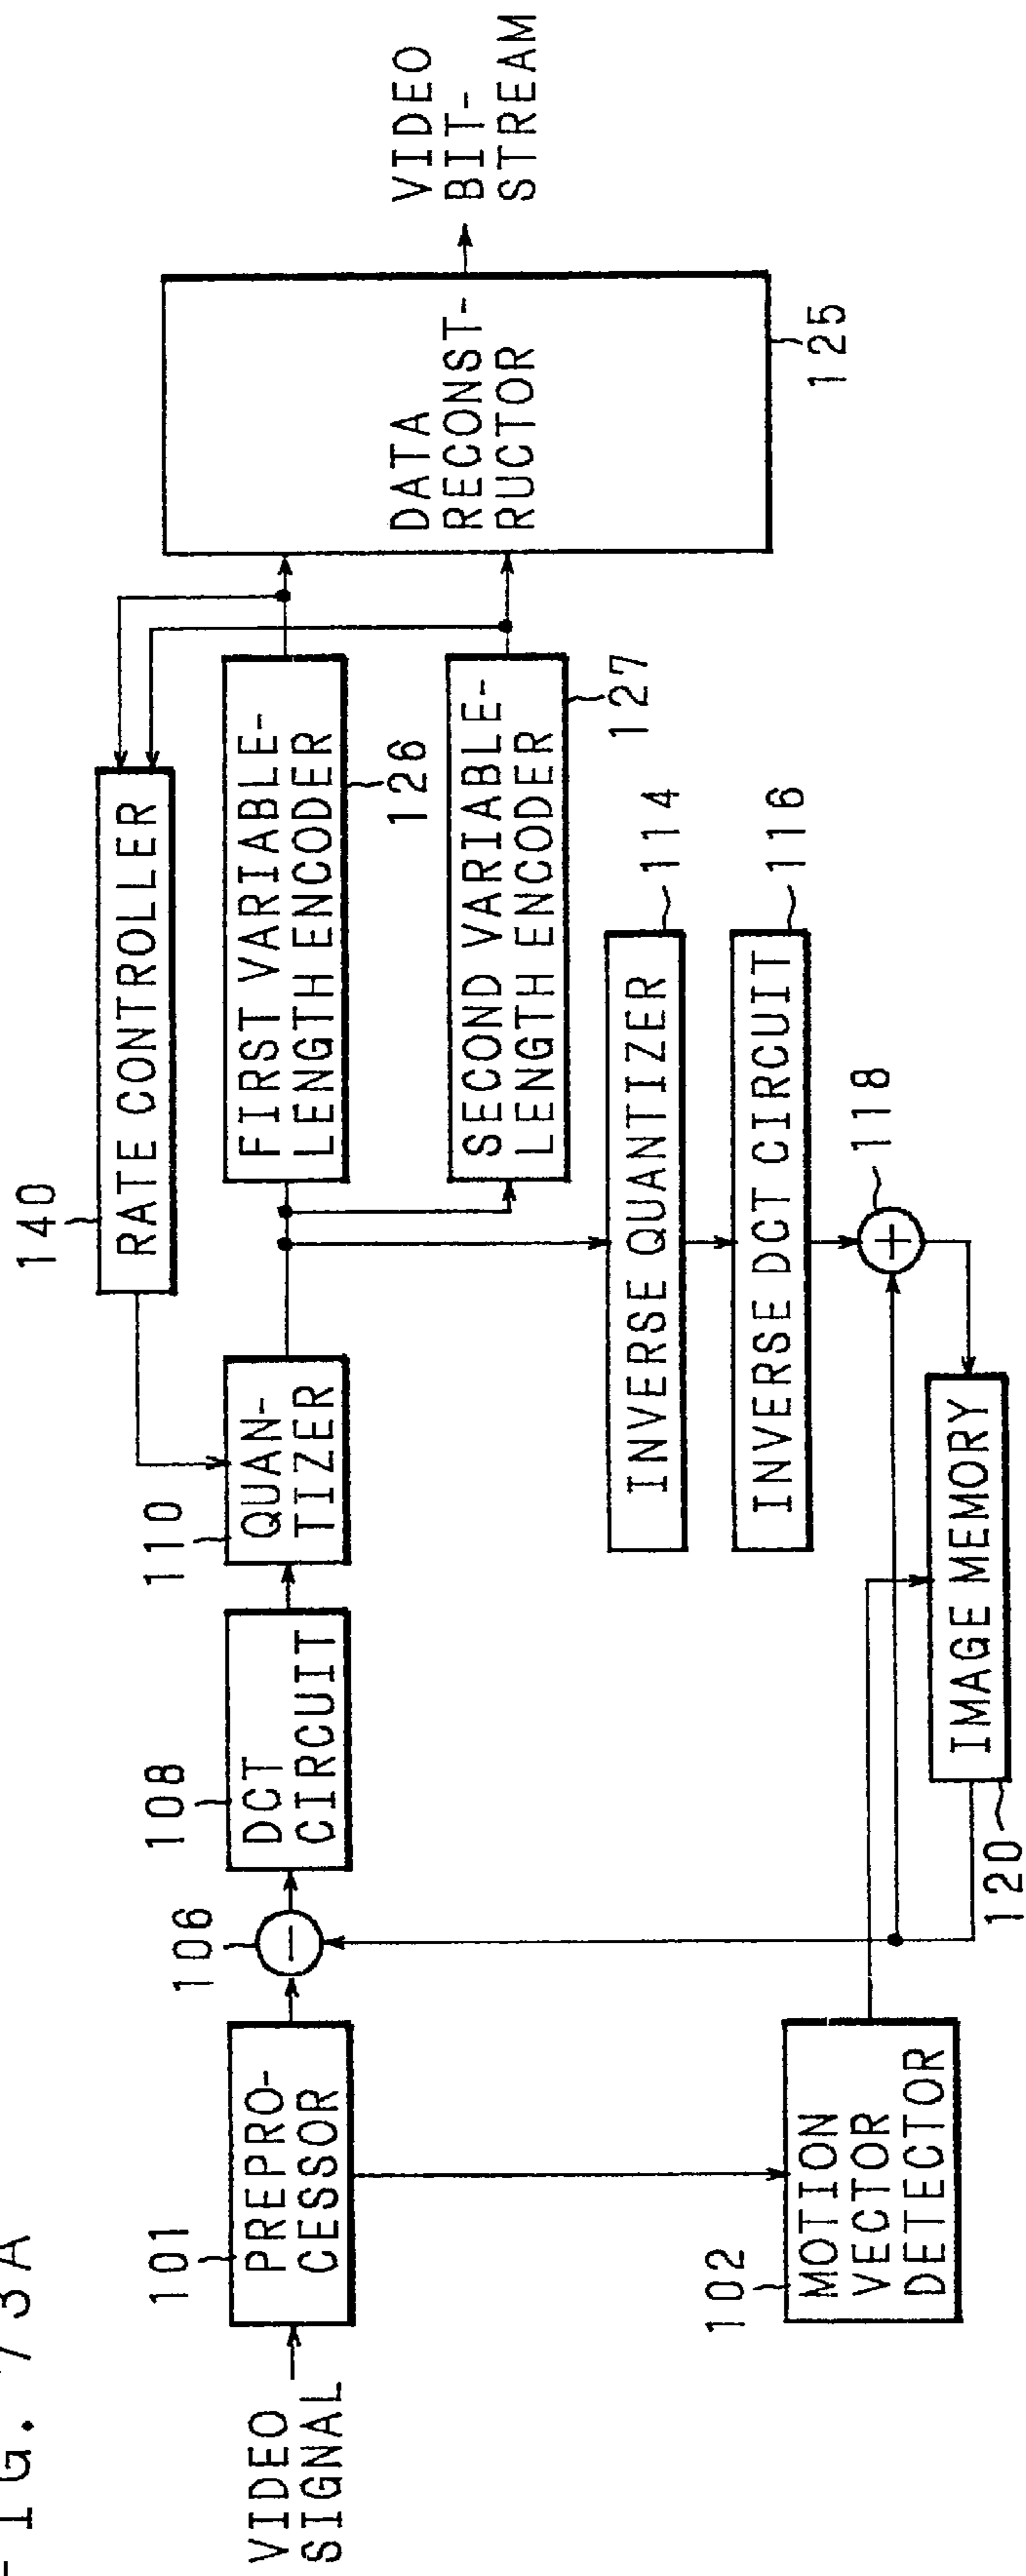 FIG. 73A
VIDEO
SIGNAL
101
PREPRO-
CESSOR
102
MOTION
VECTOR
DETECTOR
106
108
DCT
CIRCUIT
110
QUAN-
TIZER
140
RATE CONTROLLER
FIRST VARIABLE-
LENGTH ENCODER
126
SECOND VARIABLE-
LENGTH ENCODER
127
INVERSE QUANTIZER
114
INVERSE DCT CIRCUIT
116
118
IMAGE MEMORY
120
DATA
RECONST-
RUCTOR
125
VIDEO
BIT-
STREAM